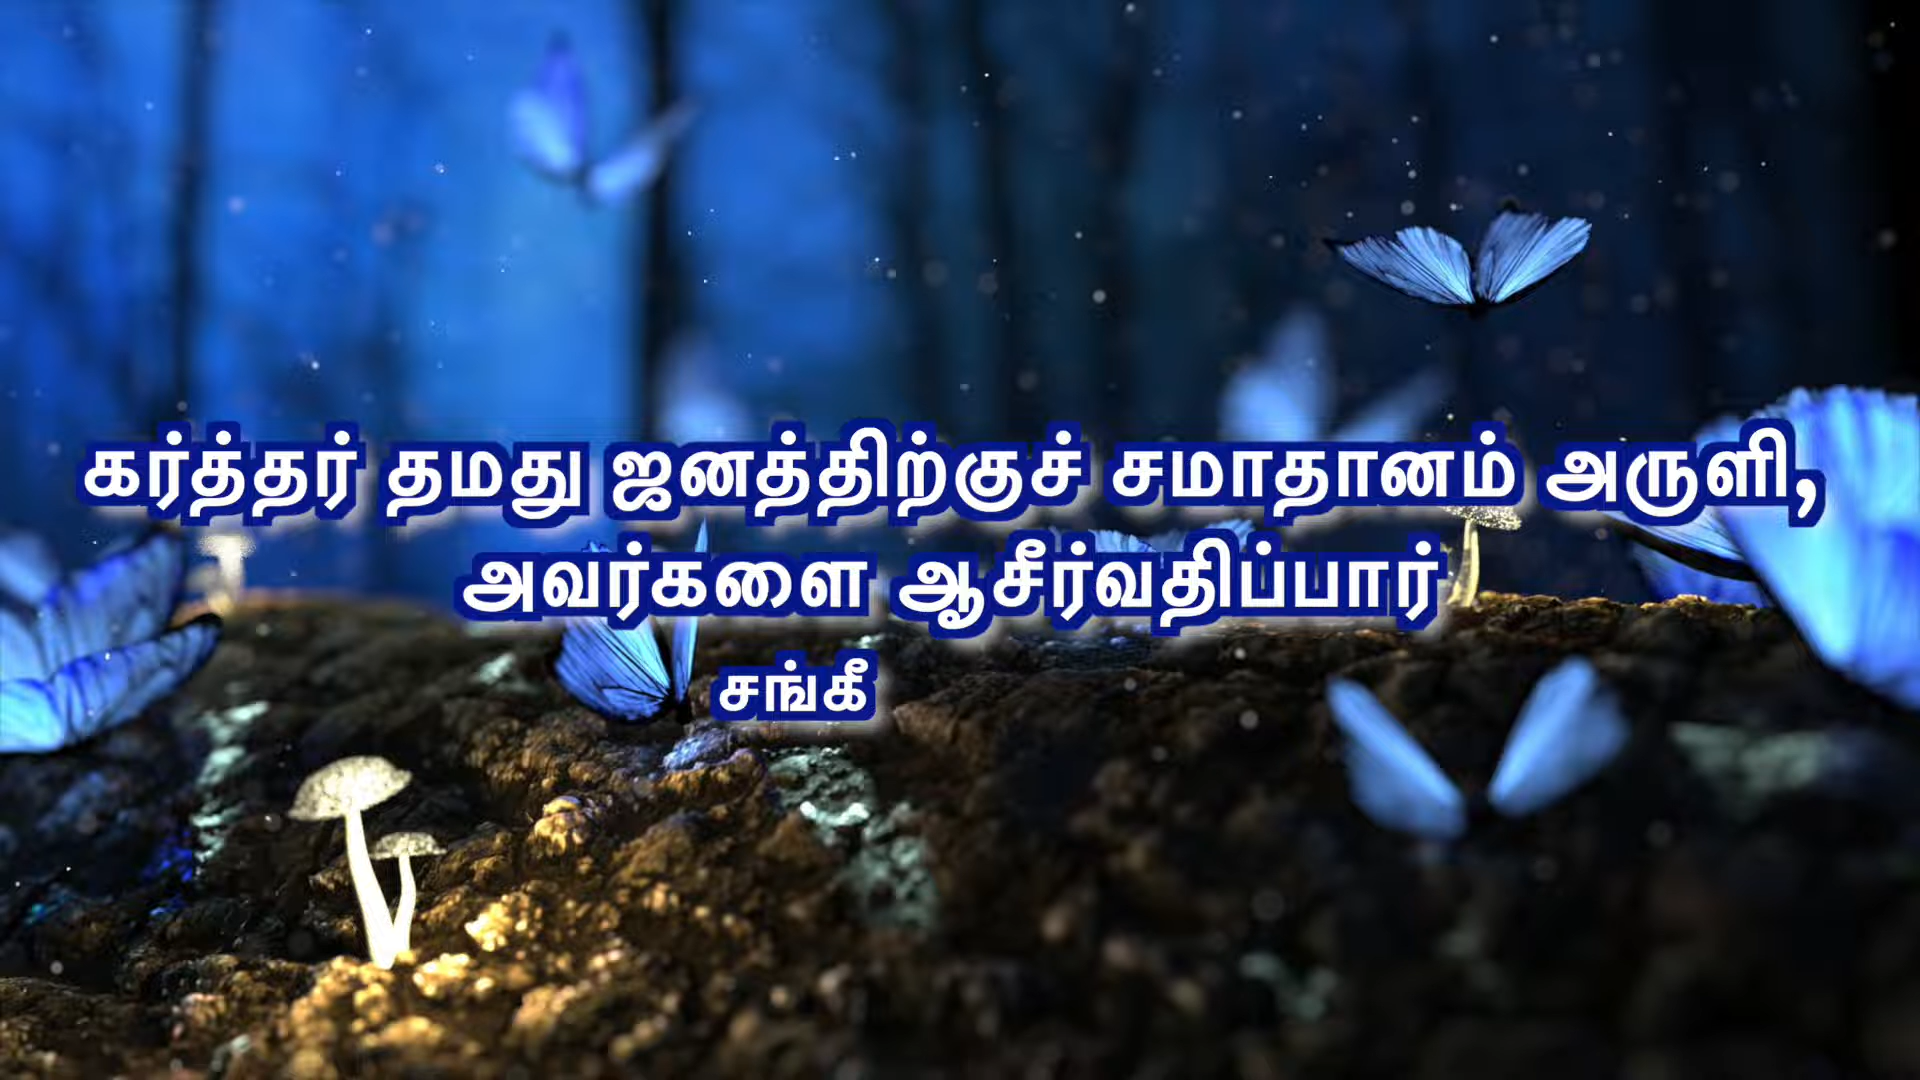 கர்த்தர் தமது ஜனத்திற்குச் சமாதானம் அருளி,
அவர்களை ஆசீர்வதிப்பார்
சங்கீ